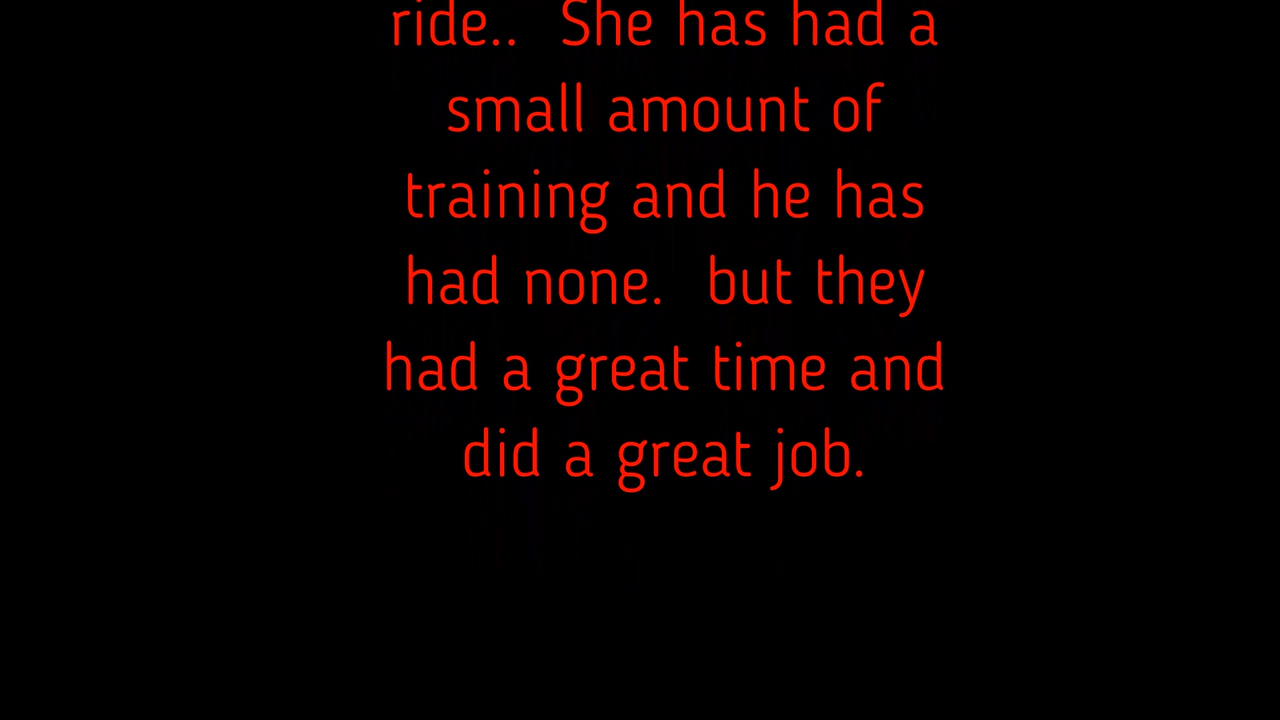 ride..  She has had a
small amount of
training and he has
had none.  but they
had a great time and
did a great job.